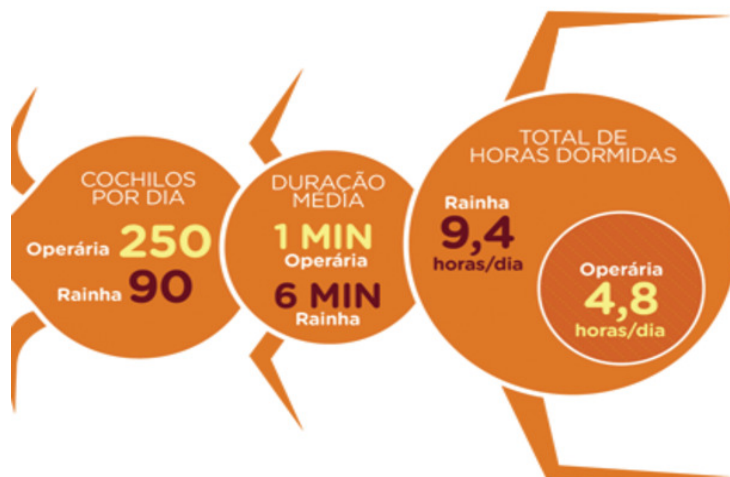 COCHILOS
POR DIA
Operária 250
Rainha 90
DURAÇÃO
MÉDIA
1 MIN
Operária
6 MIN
Rainha
TOTAL DE
HORAS DORMIDAS
Rainha
9,4
horas/dia
Operária
4,8
horas/dia